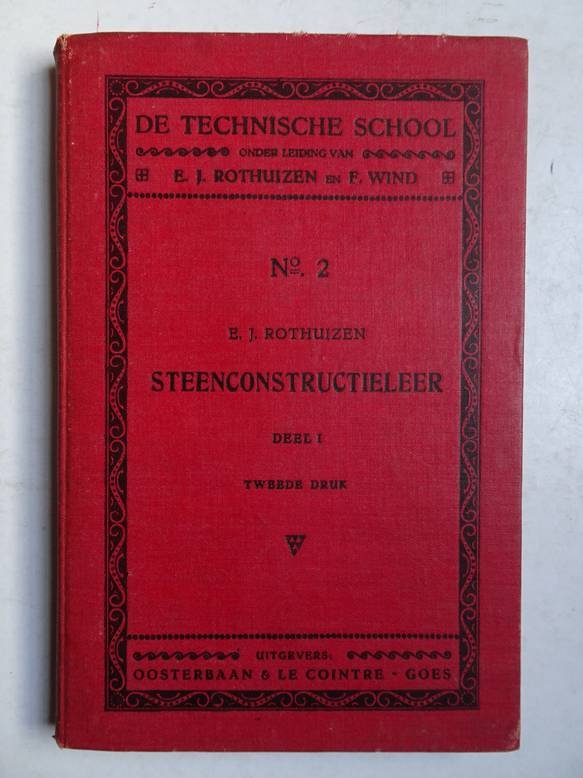 DE TECHNISCHE SCHOOL
ONDER LEIDING VAN
E. J. ROTHUIZEN EN F. WIND
Nº. 2
E. J. ROTHUIZEN
STEENCONSTRUCTIELEER
DEEL I
TWEEDE DRUK
UITGEVERS:
OOSTERBAAN & LE COINTRE - GOES